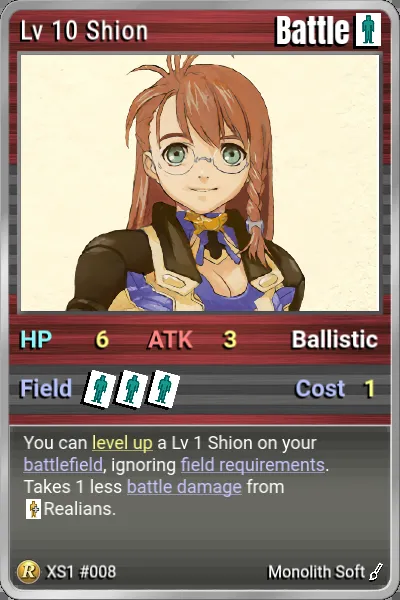 Lv 10 Shion
Battle
HP 6 ATK 3 Ballistic
Field Cost 1
You can level up a Lv 1 Shion on your
battlefield, ignoring field requirements.
Takes 1 less battle damage from
Realians.
R XS1 #008 Monolith Soft